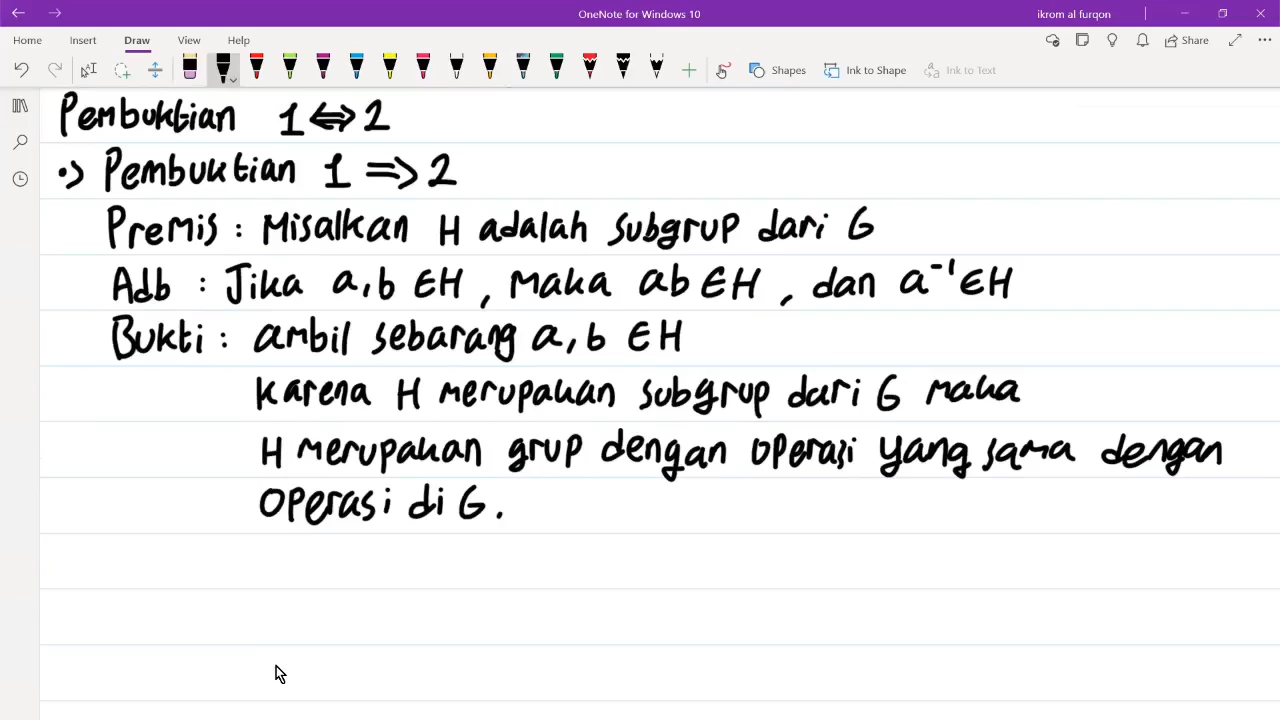 OneNote for Windows 10
ikrom al furqon
Home Insert Draw View Help
Share
Shapes Ink to Shape Ink to Text
Pembuktian 1 ⇔ 2
•> Pembuktian 1 => 2
Premis : Misalkan H adalah subgrup dari G
Adb : Jika a, b ∈ H , maka ab ∈ H , dan a⁻¹ ∈ H
Bukti : ambil sebarang a, b ∈ H
karena H merupakan subgrup dari G maka
H merupakan grup dengan operasi yang sama dengan
operasi di G.